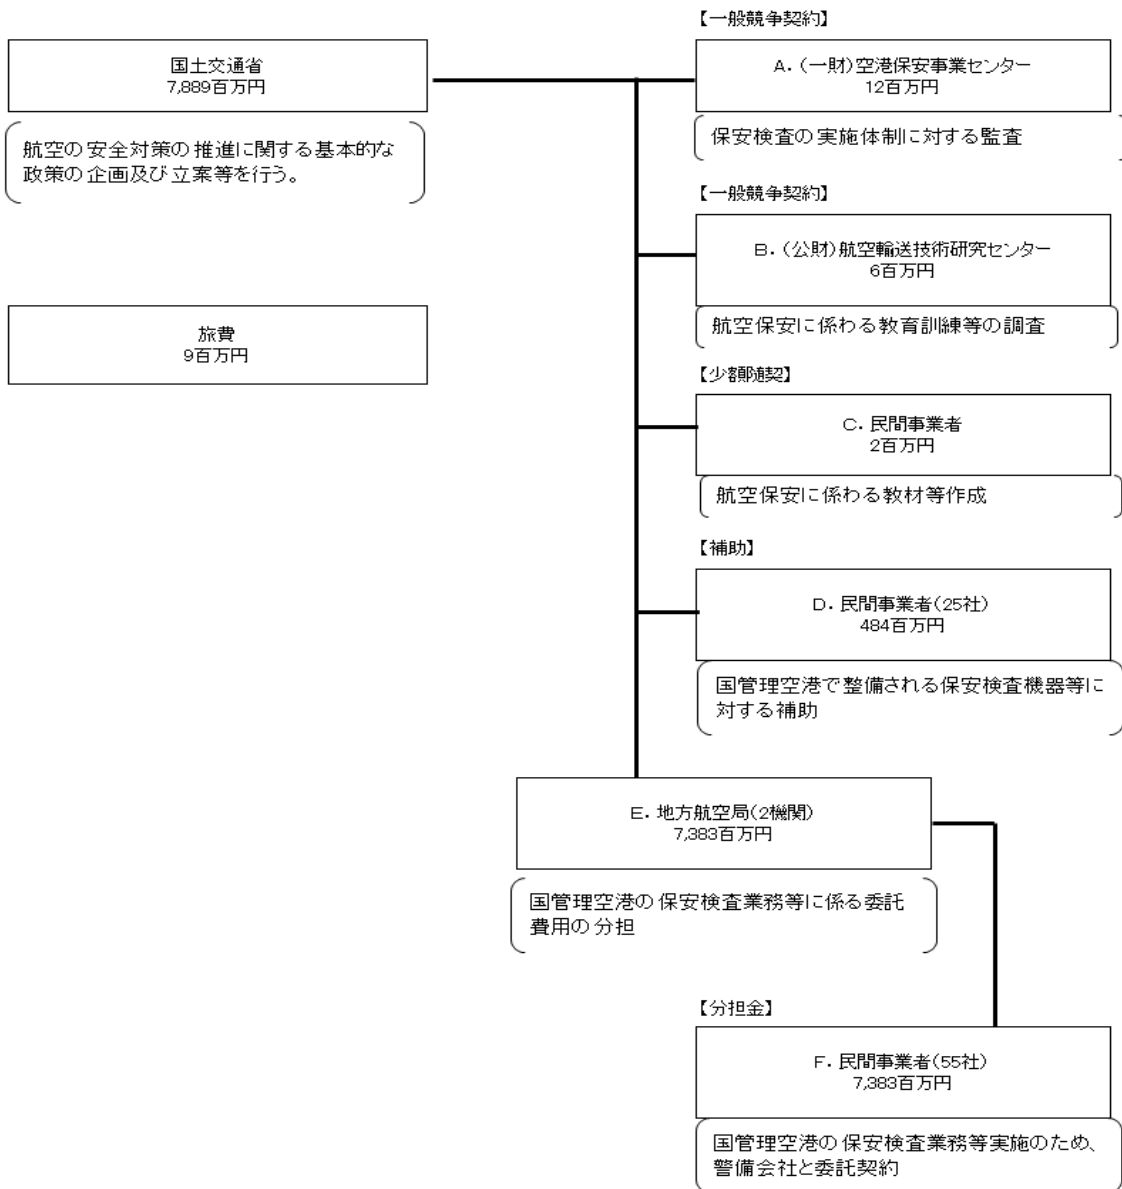 国土交通省
7,889百万円
航空の安全対策の推進に関する基本的な
政策の企画及び立案等を行う。
旅費
9百万円
【一般競争契約】
A．(一財)空港保安事業センター
12百万円
保安検査の実施体制に対する監査
【一般競争契約】
B．(公財)航空輸送技術研究センター
6百万円
航空保安に係わる教育訓練等の調査
【少額随契】
C．民間事業者
2百万円
航空保安に係わる教材等作成
【補助】
D．民間事業者(25社)
484百万円
国管理空港で整備される保安検査機器等に
対する補助
E．地方航空局(2機関)
7,383百万円
国管理空港の保安検査業務等に係る委託
費用の分担
【分担金】
F．民間事業者(55社)
7,383百万円
国管理空港の保安検査業務等実施のため、
警備会社と委託契約